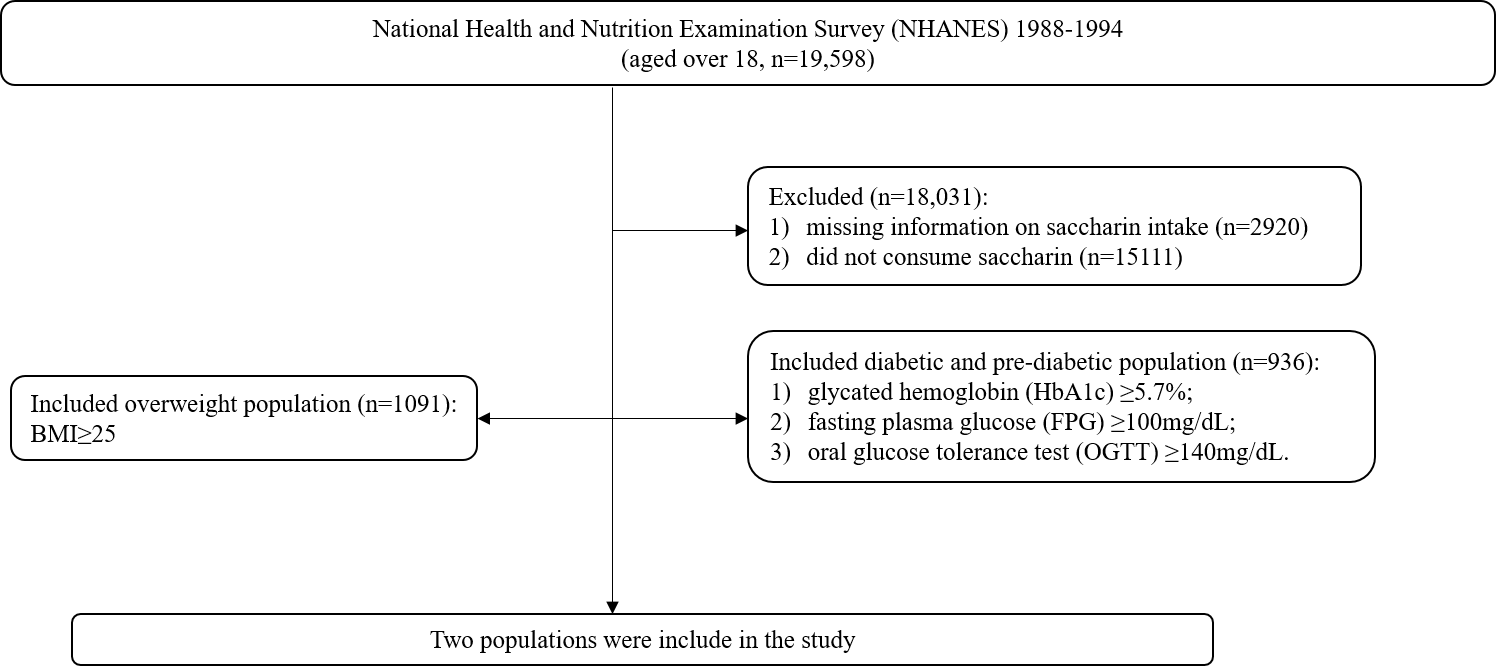 National Health and Nutrition Examination Survey (NHANES) 1988-1994
(aged over 18, n=19,598)
Excluded (n=18,031):
1) missing information on saccharin intake (n=2920)
2) did not consume saccharin (n=15111)
Included overweight population (n=1091):
BMI≥25
Included diabetic and pre-diabetic population (n=936):
1) glycated hemoglobin (HbA1c) ≥5.7%;
2) fasting plasma glucose (FPG) ≥100mg/dL;
3) oral glucose tolerance test (OGTT) ≥140mg/dL.
Two populations were include in the study